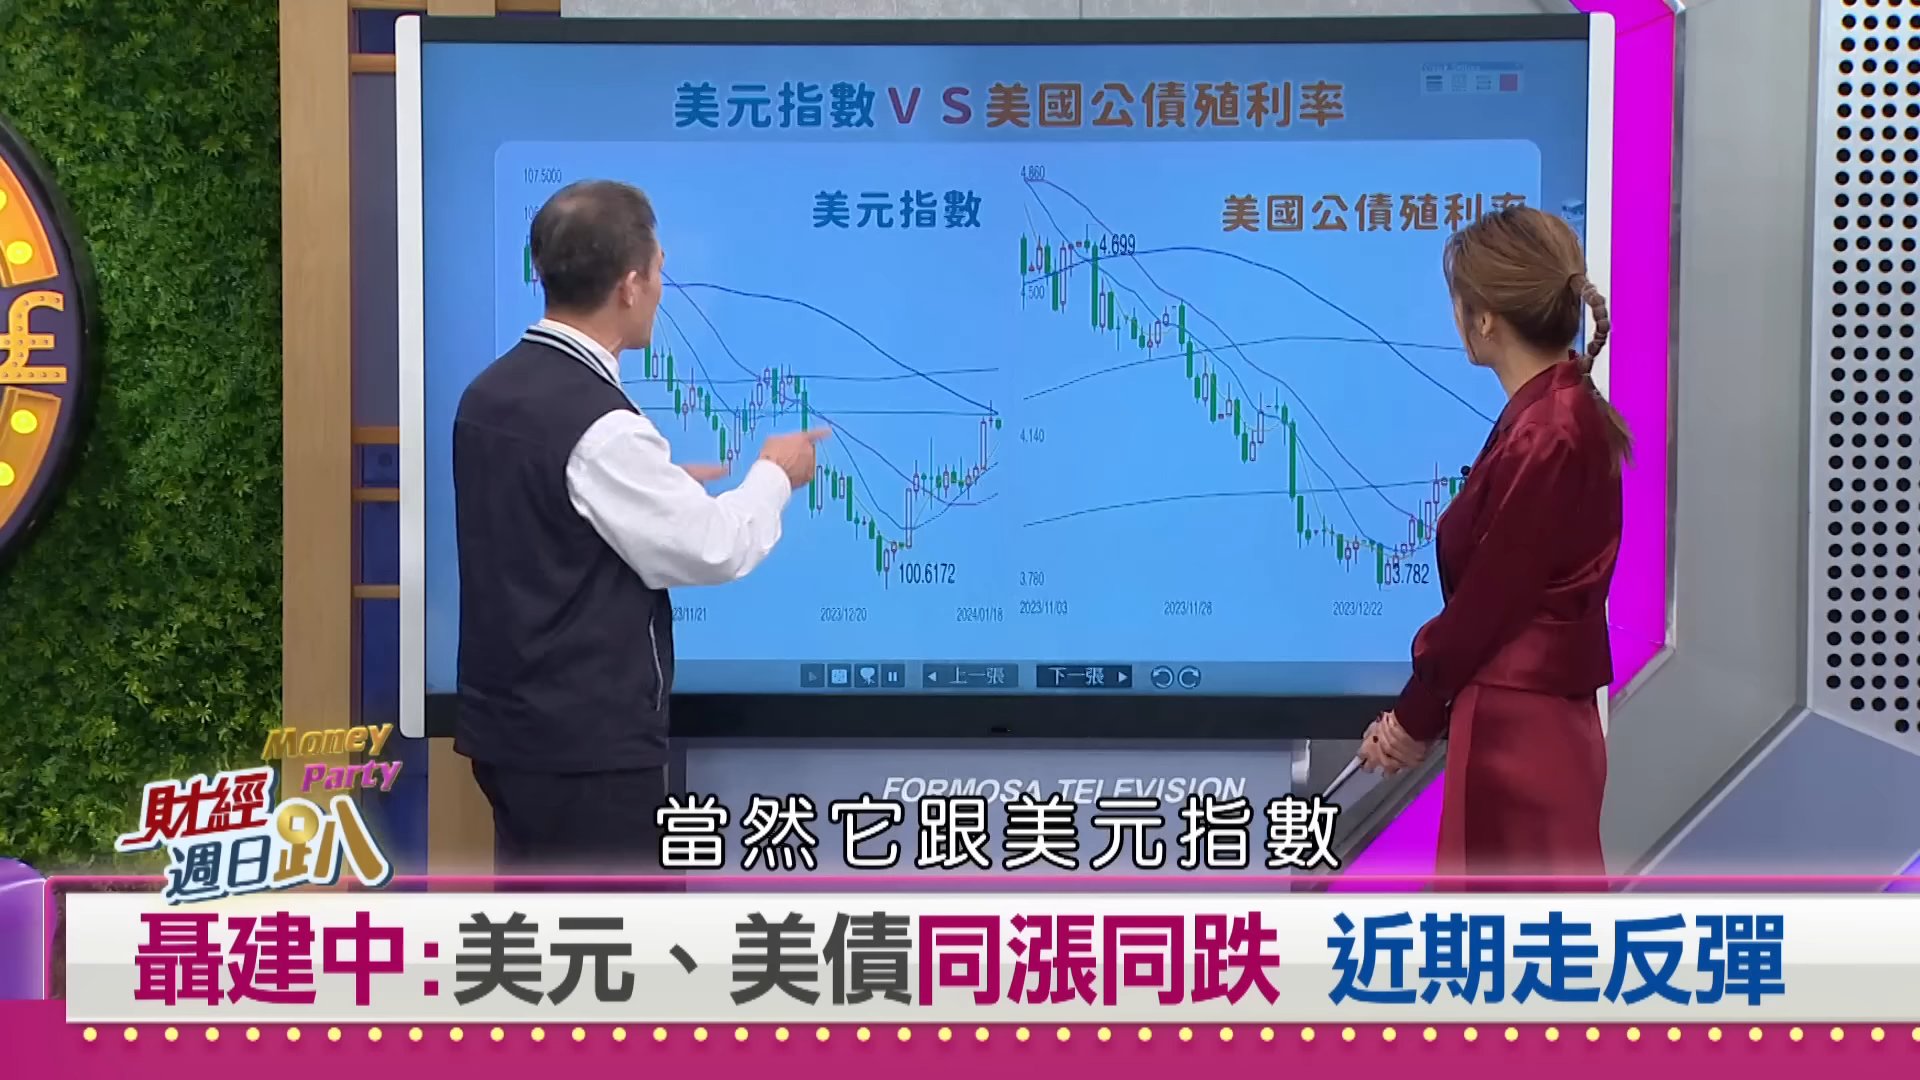 美元指數VS美國公債殖利率
107.5000
美元指數
4.860
美國公債殖利率
4.699
4.500
4.140
100.6172
3.780
3.782
23/11/21
2023/12/20
2024/01/18
2023/11/03
2023/11/28
2023/12/22
上一張
下一張
Money
Party
財經
週日趴
FORMOSA TELEVISION
當然它跟美元指數
聶建中:美元、美債同漲同跌 近期走反彈